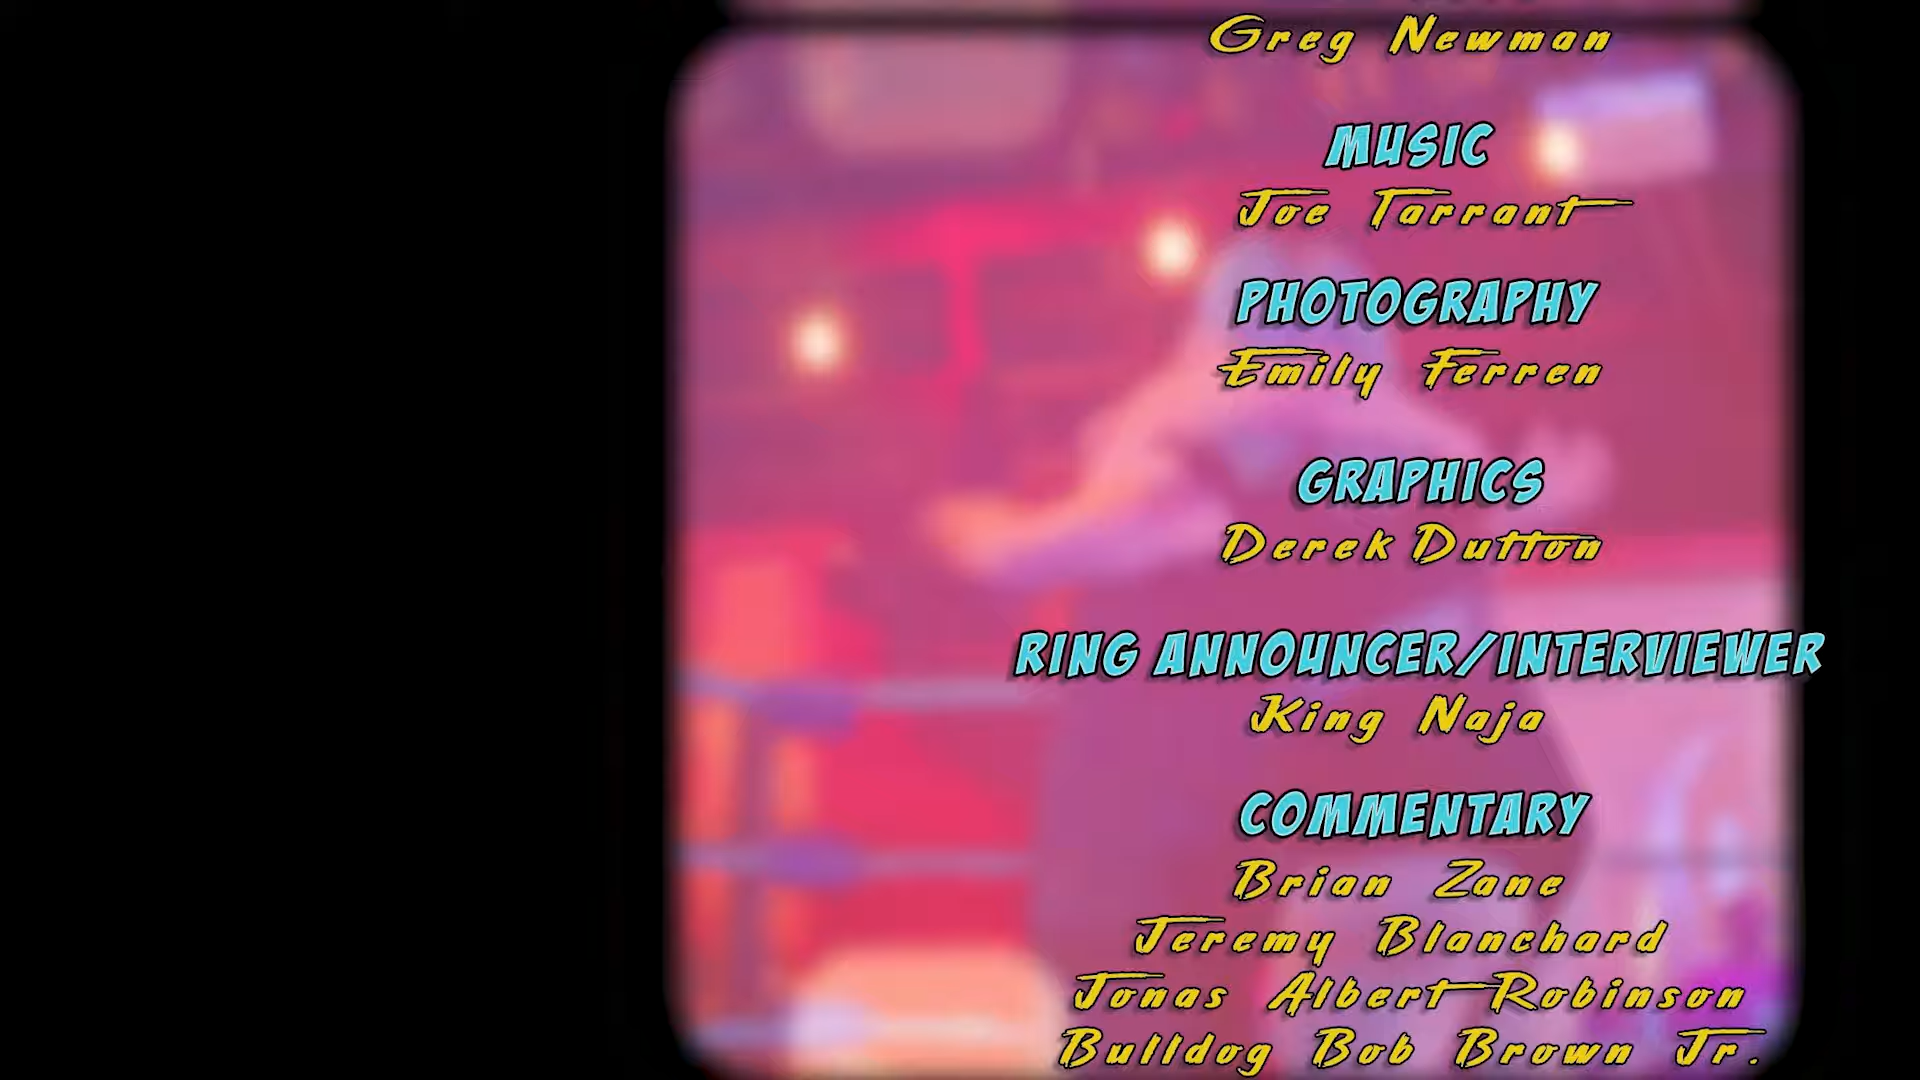 Greg Newman
MUSIC
Joe Tarrant
PHOTOGRAPHY
Emily Ferren
GRAPHICS
Derek Dutton
RING ANNOUNCER/INTERVIEWER
King Naja
COMMENTARY
Brian Zane
Jeremy Blanchard
Jonas Albert Robinson
Bulldog Bob Brown Jr.